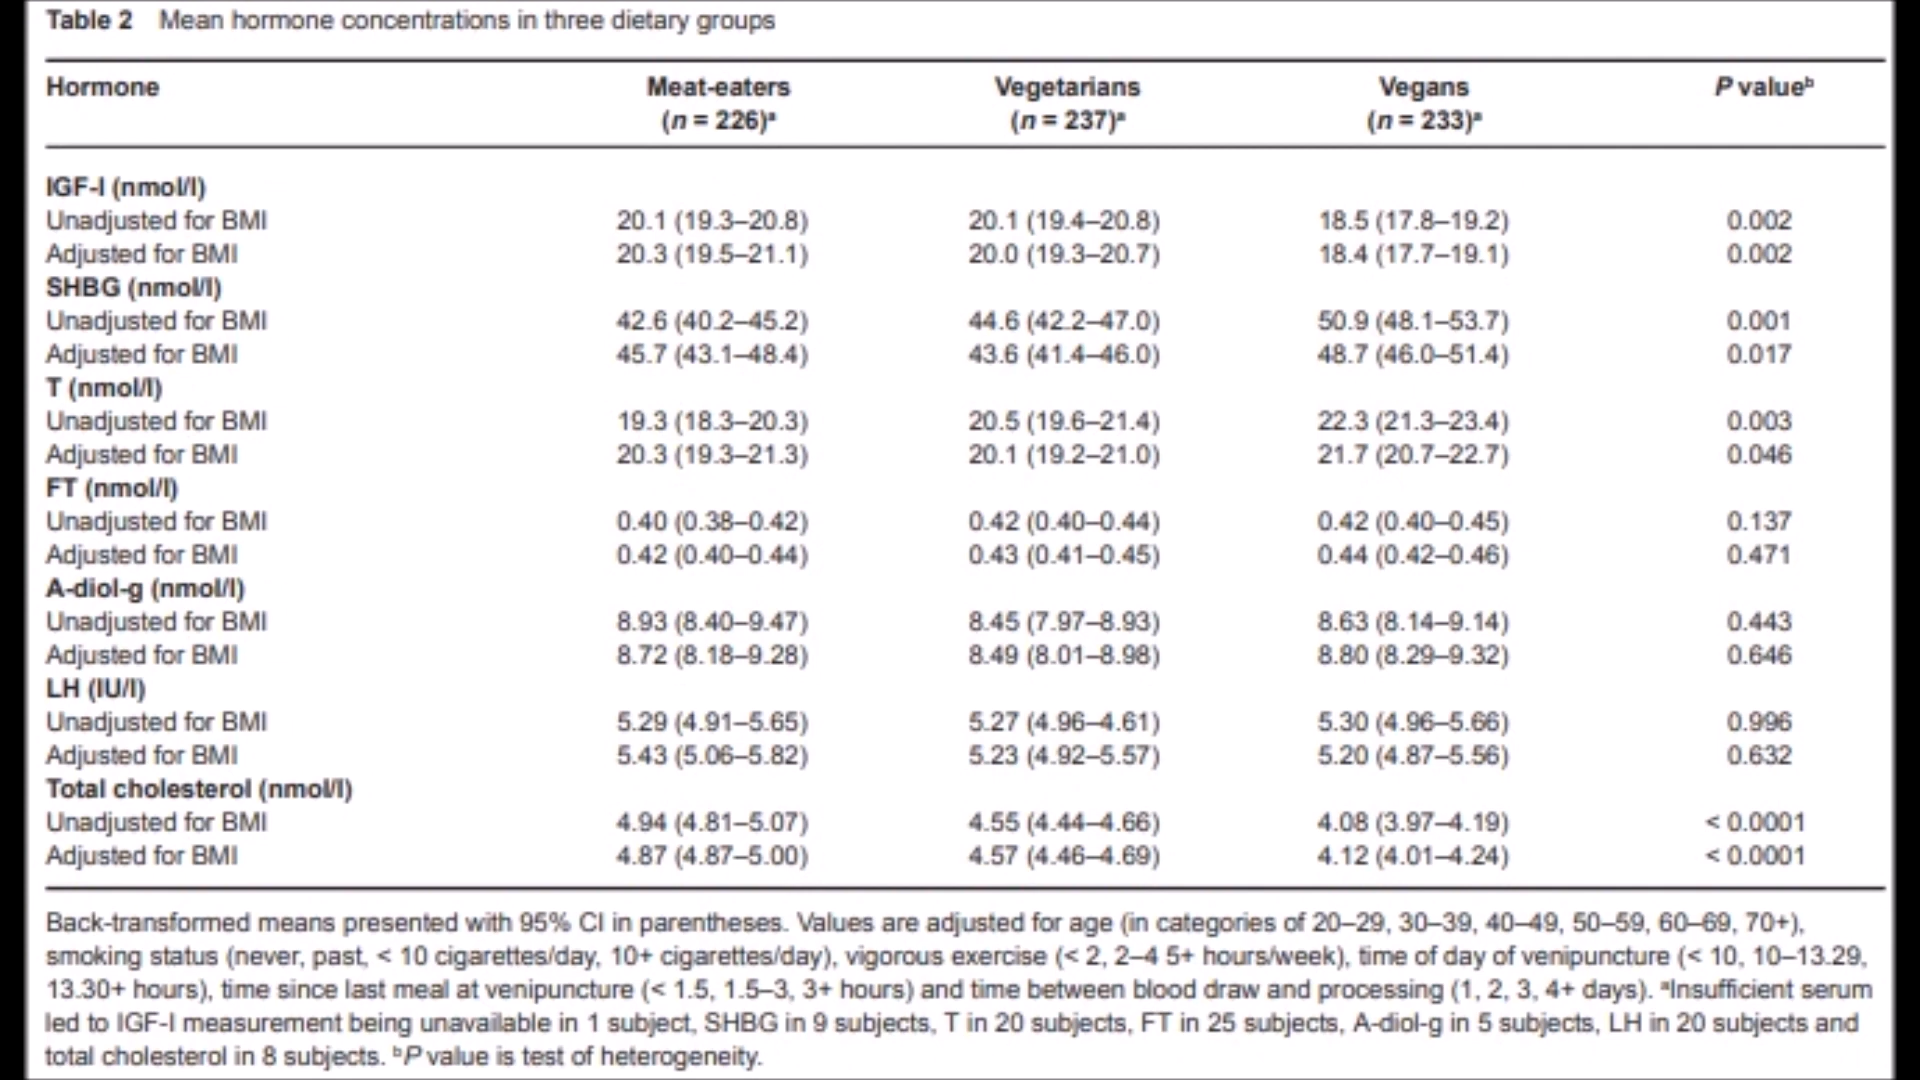 Table 2 Mean hormone concentrations in three dietary groups
Hormone Meat-eaters Vegetarians Vegans P valueᵇ
(n = 226)ᵃ (n = 237)ᵃ (n = 233)ᵃ
IGF-I (nmol/l)
Unadjusted for BMI 20.1 (19.3–20.8) 20.1 (19.4–20.8) 18.5 (17.8–19.2) 0.002
Adjusted for BMI 20.3 (19.5–21.1) 20.0 (19.3–20.7) 18.4 (17.7–19.1) 0.002
SHBG (nmol/l)
Unadjusted for BMI 42.6 (40.2–45.2) 44.6 (42.2–47.0) 50.9 (48.1–53.7) 0.001
Adjusted for BMI 45.7 (43.1–48.4) 43.6 (41.4–46.0) 48.7 (46.0–51.4) 0.017
T (nmol/l)
Unadjusted for BMI 19.3 (18.3–20.3) 20.5 (19.6–21.4) 22.3 (21.3–23.4) 0.003
Adjusted for BMI 20.3 (19.3–21.3) 20.1 (19.2–21.0) 21.7 (20.7–22.7) 0.046
FT (nmol/l)
Unadjusted for BMI 0.40 (0.38–0.42) 0.42 (0.40–0.44) 0.42 (0.40–0.45) 0.137
Adjusted for BMI 0.42 (0.40–0.44) 0.43 (0.41–0.45) 0.44 (0.42–0.46) 0.471
A-diol-g (nmol/l)
Unadjusted for BMI 8.93 (8.40–9.47) 8.45 (7.97–8.93) 8.63 (8.14–9.14) 0.443
Adjusted for BMI 8.72 (8.18–9.28) 8.49 (8.01–8.98) 8.80 (8.29–9.32) 0.646
LH (IU/l)
Unadjusted for BMI 5.29 (4.91–5.65) 5.27 (4.96–4.61) 5.30 (4.96–5.66) 0.996
Adjusted for BMI 5.43 (5.06–5.82) 5.23 (4.92–5.57) 5.20 (4.87–5.56) 0.632
Total cholesterol (nmol/l)
Unadjusted for BMI 4.94 (4.81–5.07) 4.55 (4.44–4.66) 4.08 (3.97–4.19) < 0.0001
Adjusted for BMI 4.87 (4.87–5.00) 4.57 (4.46–4.69) 4.12 (4.01–4.24) < 0.0001
Back-transformed means presented with 95% CI in parentheses. Values are adjusted for age (in categories of 20–29, 30–39, 40–49, 50–59, 60–69, 70+),
smoking status (never, past, < 10 cigarettes/day, 10+ cigarettes/day), vigorous exercise (< 2, 2–4 5+ hours/week), time of day of venipuncture (< 10, 10–13.29,
13.30+ hours), time since last meal at venipuncture (< 1.5, 1.5–3, 3+ hours) and time between blood draw and processing (1, 2, 3, 4+ days). ᵃInsufficient serum
led to IGF-I measurement being unavailable in 1 subject, SHBG in 9 subjects, T in 20 subjects, FT in 25 subjects, A-diol-g in 5 subjects, LH in 20 subjects and
total cholesterol in 8 subjects. ᵇP value is test of heterogeneity.